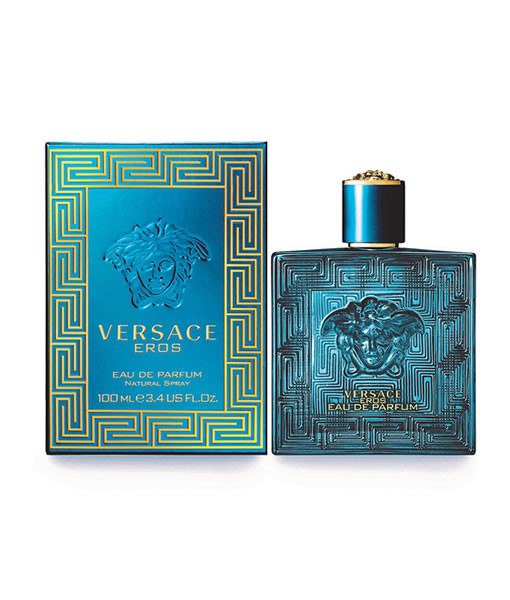 VERSACE
EROS
EAU DE PARFUM
NATURAL SPRAY
100 ML ℮ 3.4 US FL.OZ.
VERSACE
EROS
EAU DE PARFUM